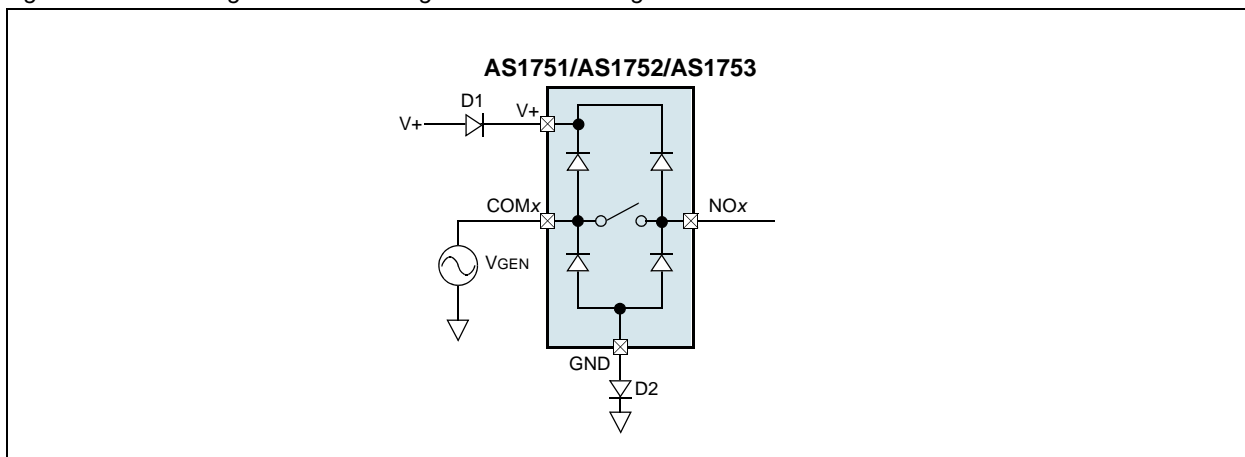 AS1751/AS1752/AS1753
D1
V+
V+
COMx
NOx
VGEN
GND
D2